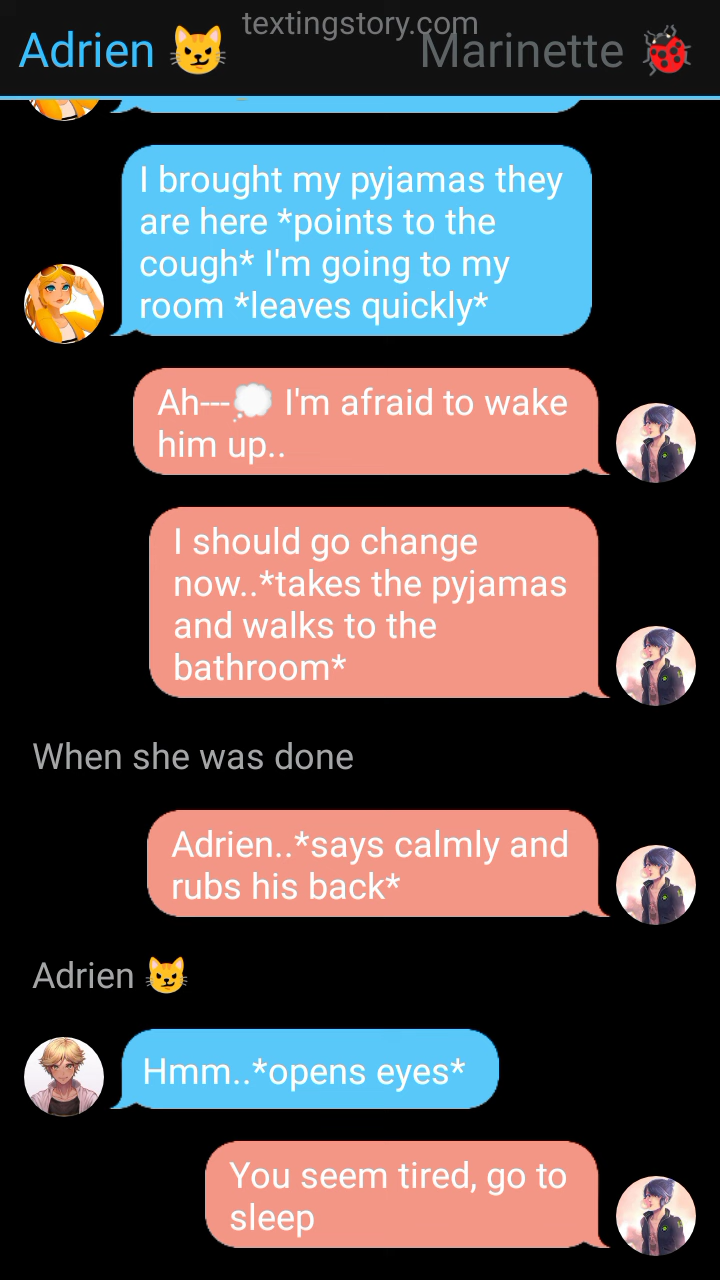 textingstory.com
Adrien 😼 Marinette 🐞
I brought my pyjamas they
are here *points to the
cough* I'm going to my
room *leaves quickly*
Ah---💭 I'm afraid to wake
him up..
I should go change
now..*takes the pyjamas
and walks to the
bathroom*
When she was done
Adrien..*says calmly and
rubs his back*
Adrien 😼
Hmm..*opens eyes*
You seem tired, go to
sleep